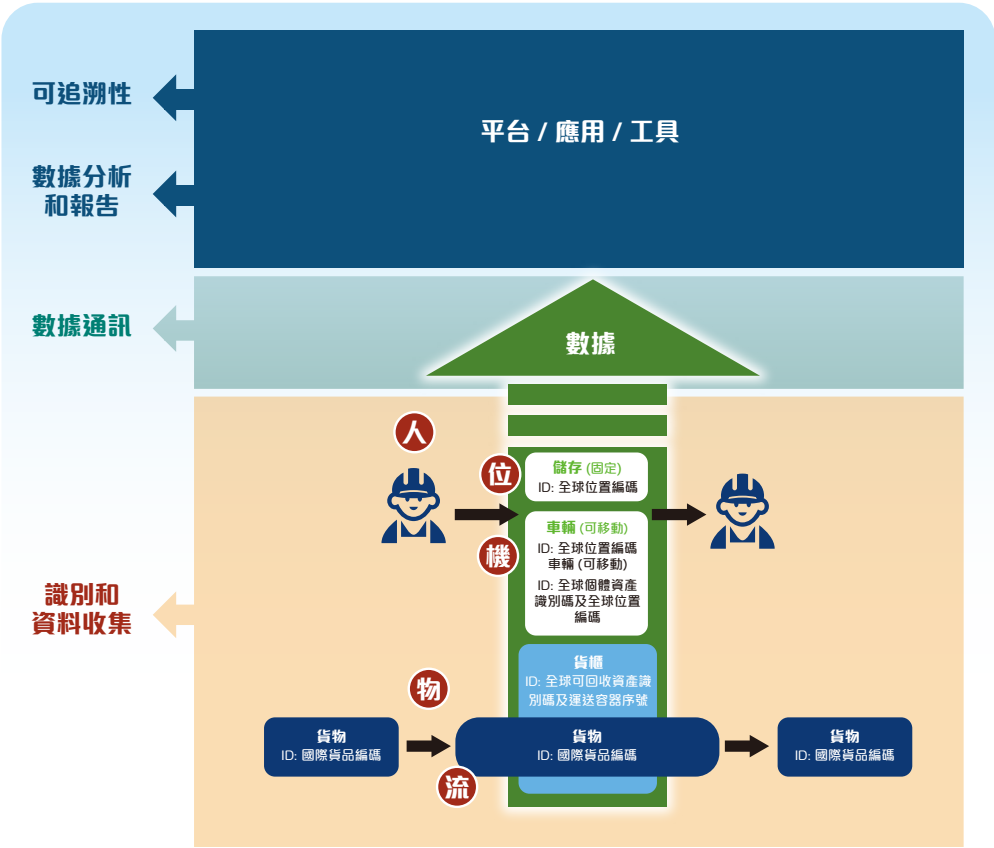 可追溯性
平台 / 應用 / 工具
數據分析
和報告
數據通訊
數據
人
位
儲存 (固定)
ID: 全球位置編碼
機
車輛 (可移動)
ID: 全球位置編碼
車輛 (可移動)
ID: 全球個體資產
識別碼及全球位置
編碼
識別和
資料收集
貨櫃
ID: 全球可回收資產識
別碼及運送容器序號
物
貨物
ID: 國際貨品編碼
貨物
ID: 國際貨品編碼
貨物
ID: 國際貨品編碼
流